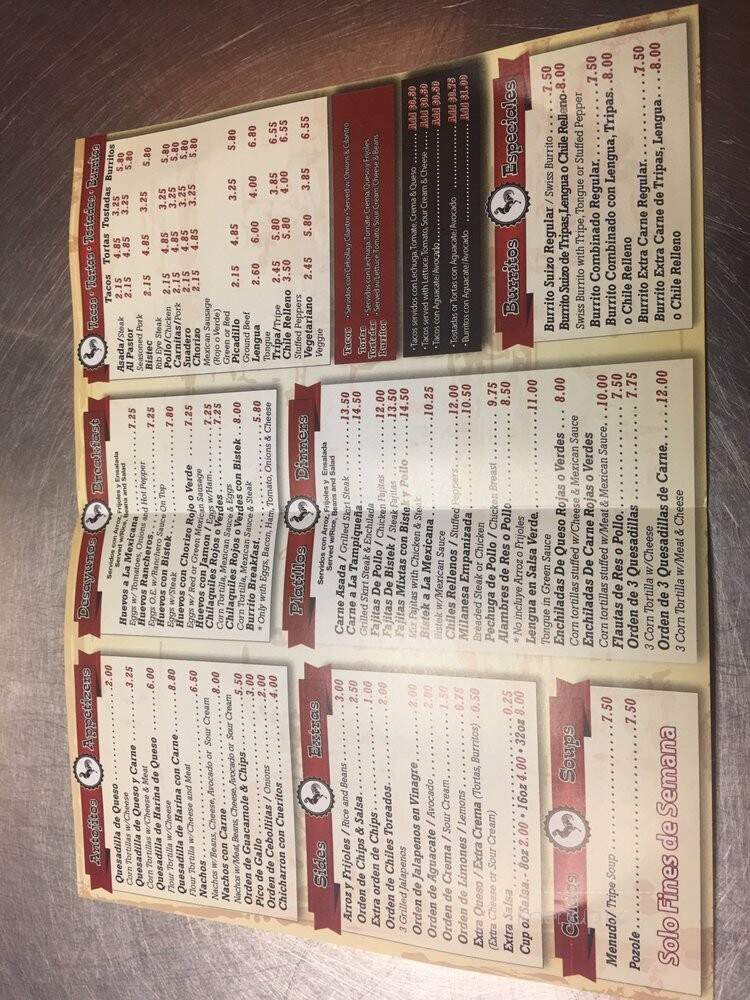 Antojitos Appetizers
Quesadilla de Queso 2.00
Corn Tortillas w/Cheese
Quesadilla de Queso y Carne 3.25
Corn Tortillas w/Cheese & Meat
Quesadilla de Harina de Queso 6.00
Flour Tortilla w/Cheese
Quesadilla de Harina con Carne 8.80
Flour Tortilla w/Cheese and Meat
Nachos 6.50
Nachos w/Beans, Cheese, Avocado or Sour Cream
Nachos con Carne 8.00
Nachos w/Meat, Beans, Cheese, Avocado or Sour Cream
Orden de Guacamole & Chips 5.50
Pico de Gallo 3.00
Orden de Cebollitas / Onions 2.00
Chicharron con Cueritos 4.00
Sides Extras
Arroz y Frijoles / Rice and Beans 3.00
Orden de Chips & Salsa 2.50
Extra orden de Chips 1.00
Orden de Chiles Toreados 2.00
3 Grilled Jalapenos
Orden de Jalapenos en Vinagre 2.00
Orden de Aguacate / Avocado
Orden de Crema / Sour Cream
Orden de Limones / Lemons 0.75
Extra Queso / Extra Crema (Tortas, Burritos) 0.50
(Extra Cheese or Sour Cream)
Extra Salsa 0.25
Cup of Salsa. 8oz 2.00 • 16oz 4.00 • 32oz 8.00
Caldos Soups
Menudo/ Tripe Soup 7.50
Pozole 7.50
Solo Fines de Semana
Desayunos Breakfast
Servidos con Arroz, Frijoles y Ensalada
Served w/Rice, Beans and Salad
Huevos a La Mexicana 7.25
Eggs w/Tomatoes, Onions and Hot Pepper
Huevos Rancheros 7.25
Eggs O.E. w/Ranchero Sauce On Top
Huevos con Bistek 7.80
Eggs w/Steak
Huevos con Chorizo Rojo o Verde 7.25
Eggs w/ Red or Green Mexican Sausage
Huevos con Jamon / Eggs w/Ham 7.25
Chilaquiles Rojos o Verdes 7.25
Corn Tortilla, Mexican Sauce & Eggs
Chilaquiles Rojos o Verdes con Bistek 8.00
Corn Tortilla, Mexican Sauce & Steak
Burrito Breakfast 5.80
* Only with Eggs, Bacon, Ham, Tomato, Onions & Cheese
Platillos Dinners
Servidos con Arroz, Frijoles y Ensalada
Served w/Rice, Beans and Salad
Carne Asada / Grilled Skirt Steak 13.50
Carne a La Tampiqueña 14.50
Grilled Skirt Steak & Enchilada
Fajitas De Pollo / Chicken Fajitas 12.00
Fajitas De Bistek / Steak Fajitas 13.50
Fajitas Mixtas con Bistek y Pollo 14.50
Mix Fajitas with Chicken & Steak
Bistek a La Mexicana 10.25
Bistek w/Mexican Sauce
Chiles Rellenos / Stuffed Peppers 12.00
Milanesa Empanizada 10.50
Breaded Steak or Chicken
Pechuga de Pollo / Chicken Breast 9.75
Alambres de Res o Pollo 8.50
*No incluye Arroz o Frijoles
Lengue en Salsa Verde 11.00
Tongue in Green Sauce
Enchiladas De Queso Rojas o Verdes 8.00
Corn tortillas stuffed w/Cheese & Mexican Sauce
Enchiladas De Carne Rojas o Verdes
Corn tortillas stuffed w/Meat & Mexican Sauce 10.00
Flautas de Res o Pollo 7.50
Orden de 3 Quesadillas 7.75
3 Corn Tortilla w/Cheese
Orden de 3 Quesadillas de Carne 12.00
3 Corn Tortilla w/Meat & Cheese
Tacos • Tortas • Tostadas • Burritos
Tacos Tortas Tostadas Burritos
Asada/Steak 2.15 4.85 3.25 5.80
Al Pastor 2.15 4.85 3.25 5.80
Seasoned Pork
Bistec 2.15 4.85 3.25 5.80
Rib Eye Steak
Pollo/Chicken 2.15 4.85 3.25 5.80
Carnitas/Pork 2.15 4.85 3.25 5.80
Suadero 2.15 4.85 3.25 5.80
Chorizo 2.15 4.85 3.25 5.80
Mexican Sausage
(Rojo o Verde)
Green or Red
Picadillo 2.15 4.85 3.25 5.80
Ground Beef
Lengua 2.60 6.00 4.00 6.80
Tongue
Tripa/Tripe 2.45 5.80 3.85 6.55
Chile Relleno 3.50 5.80 4.00 6.55
Stuffed Peppers
Vegetariano 2.45 5.80 3.85 6.55
Veggie
Tacos • Servidos con Cebolla y Cilantro • Served w/ Onions & Cilantro
Tortas
Tostadas • Servidos con Lechuga, Tomate, Crema, Queso y Frijoles
Burritos • Served w/Lettuce, Tomato, Sour Cream, Cheese & Beans
• Tacos servidos con Lechuga, Tomate, Crema & Queso Add $0.50
• Tacos served with Lettuce, Tomato, Sour Cream & Cheese Add $0.50
• Tacos con Aguacate/ Avocado Add $0.50
• Tostadas or Tortas con Aguacate/ Avocado Add $0.75
• Burritos con Aguacate/ Avocado Add $1.00
Burritos Especiales
Burrito Suizo Regular / Swiss Burrito 7.50
Burrito Suizo de Tripas, Lengua o Chile Relleno 8.00
Swiss Burrito with Tripe, Tongue or Stuffed Pepper
Burrito Combinado Regular 7.50
Burrito Combinado con Lengua, Tripas 8.00
o Chile Relleno
Burrito Extra Carne Regular 7.50
Burrito Extra Carne de Tripas, Lengua 8.00
o Chile Relleno